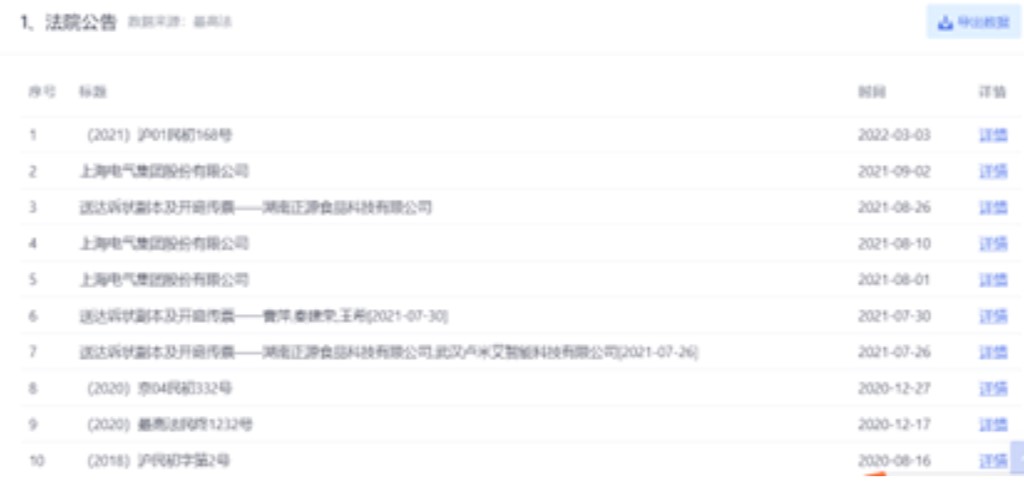 1、法院公告 数据来源：最高法 导出数据
序号 标题 时间 详情
1 （2021）沪01民初168号 2022-03-03 详情
2 上海电气集团股份有限公司 2021-09-02 详情
3 送达诉状副本及开庭传票——湖南正源食品科技有限公司 2021-08-26 详情
4 上海电气集团股份有限公司 2021-08-10 详情
5 上海电气集团股份有限公司 2021-08-01 详情
6 送达诉状副本及开庭传票——曹萍,秦建荣,王希[2021-07-30] 2021-07-30 详情
7 送达诉状副本及开庭传票——湖南正源食品科技有限公司,武汉卢米艾智能科技有限公司[2021-07-26] 2021-07-26 详情
8 （2020）京04民初332号 2020-12-27 详情
9 （2020）最高法民终1232号 2020-12-17 详情
10 （2018）沪民初字第2号 2020-08-16 详情